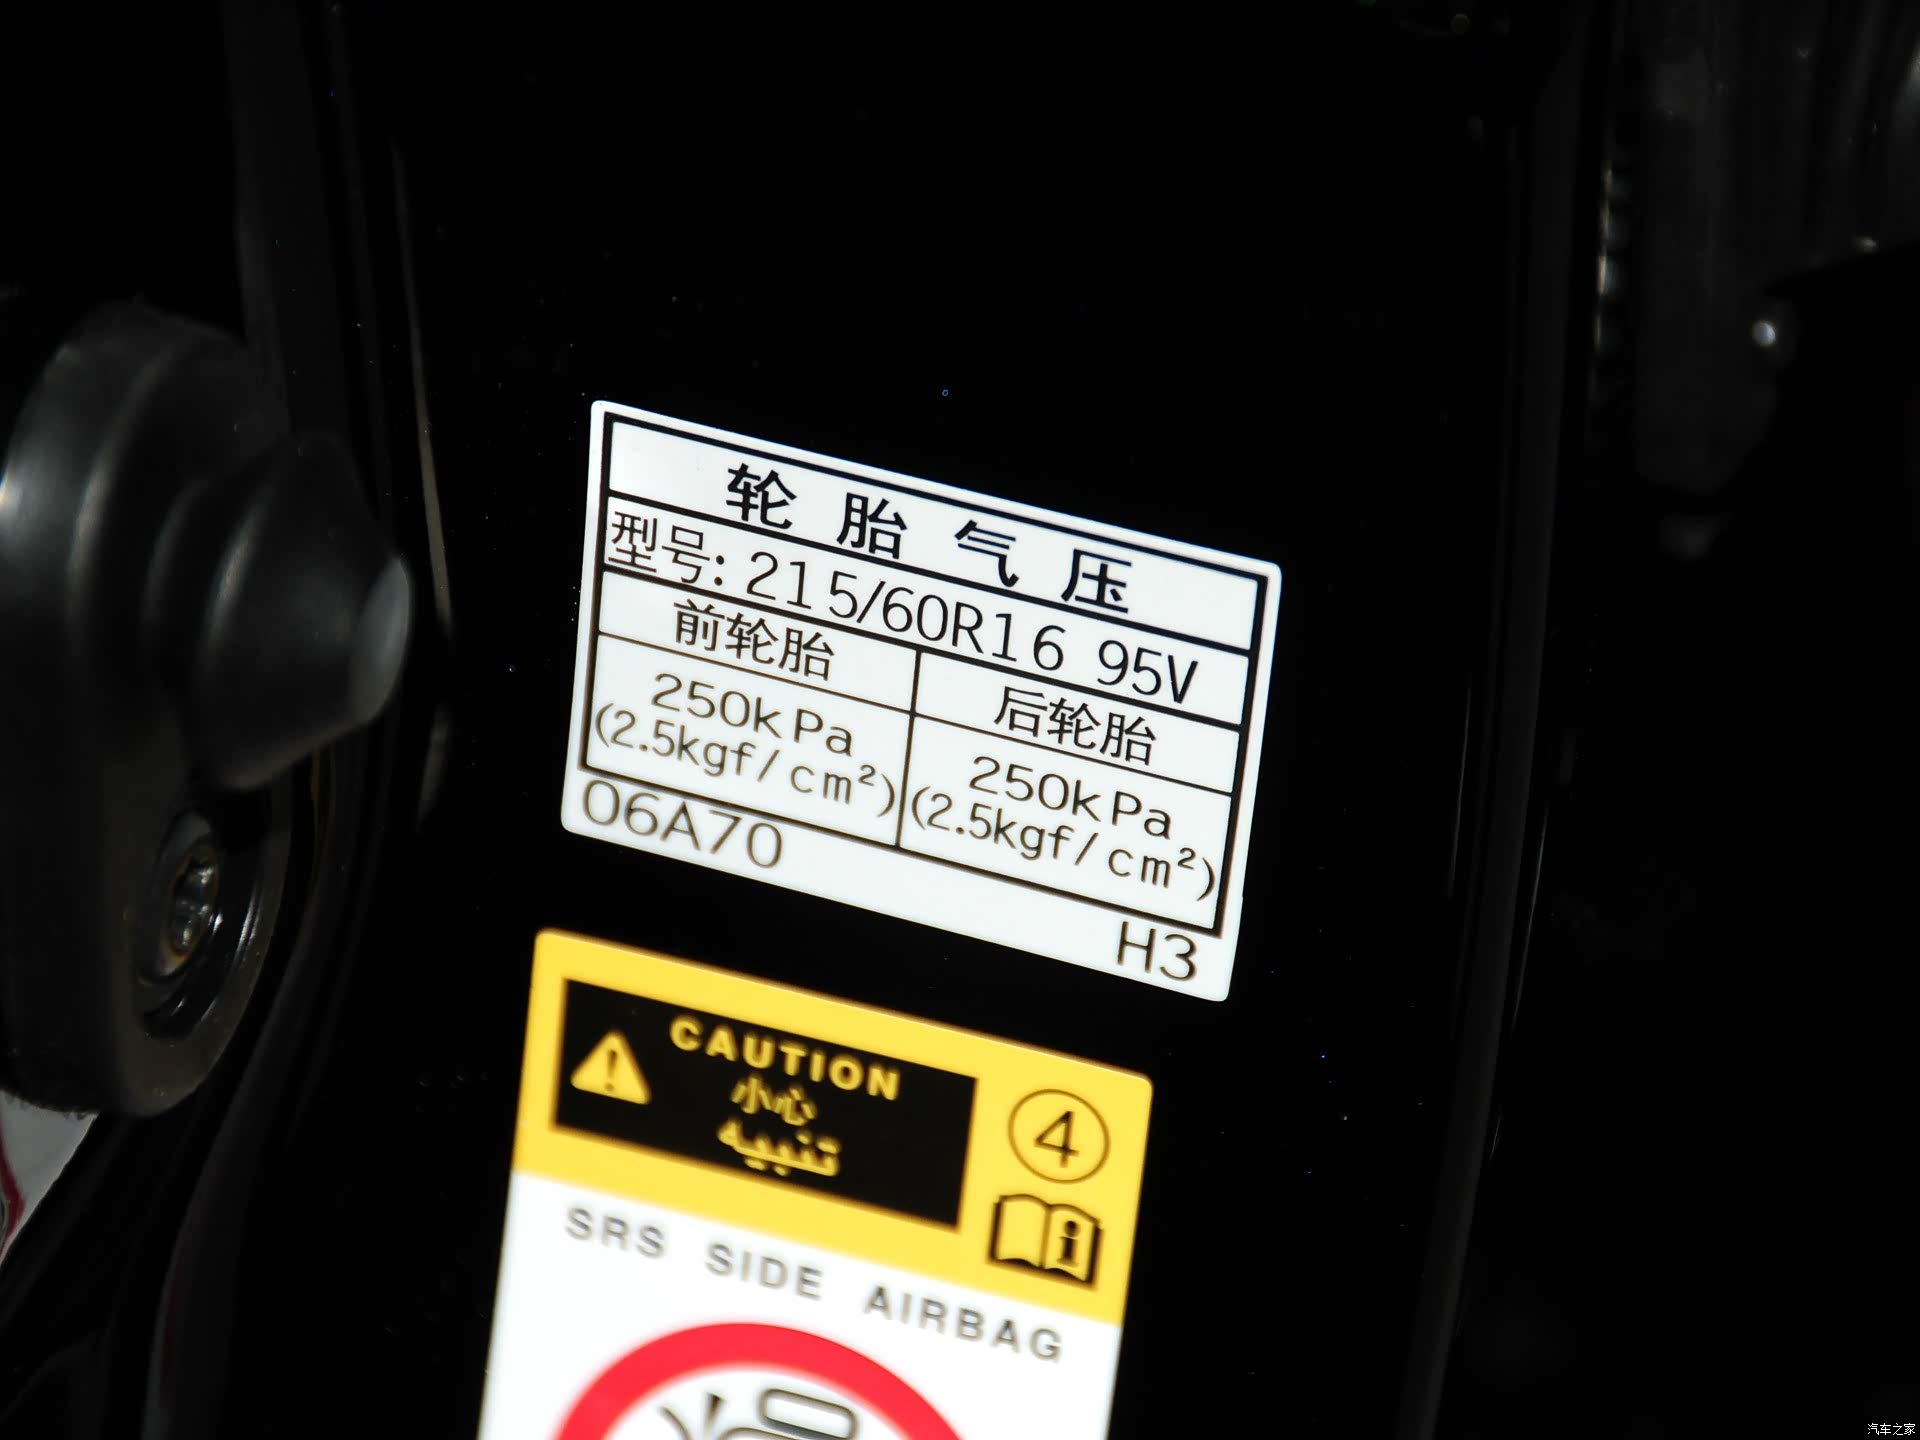 轮胎气压
型号: 215/60R16 95V
前轮胎
后轮胎
250kPa
(2.5kgf/cm²)
250kPa
(2.5kgf/cm²)
06A70
H3
CAUTION
小心
تنبيه
4
SRS SIDE AIRBAG
汽车之家